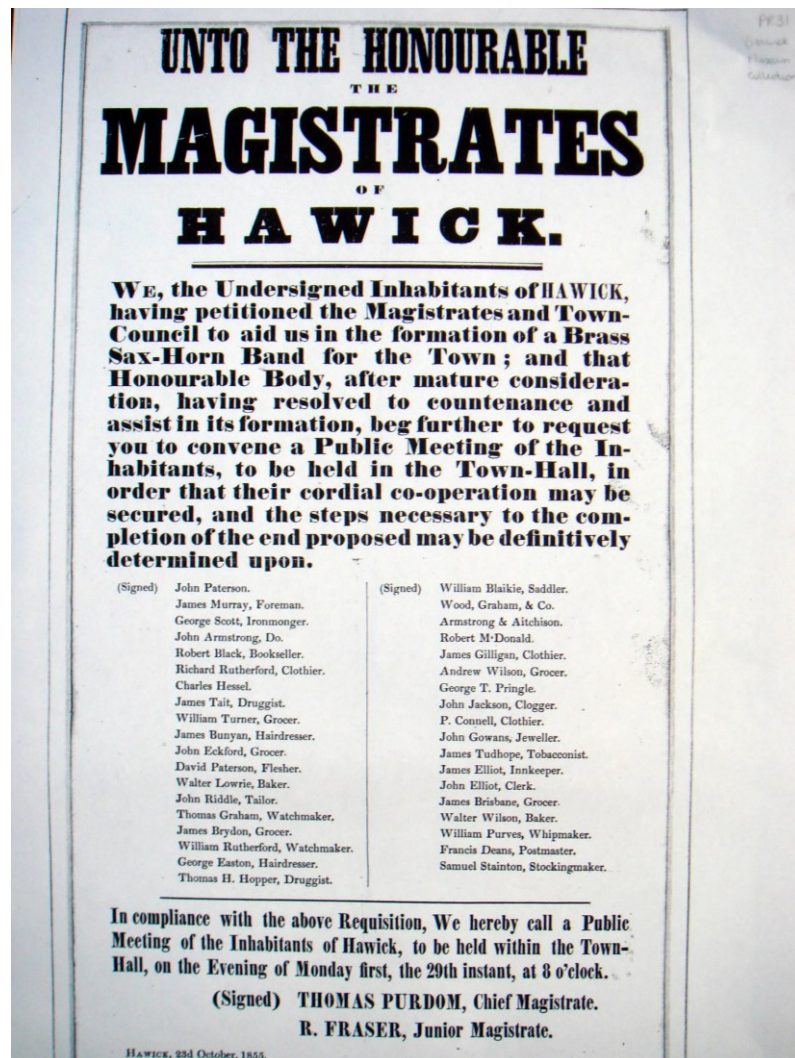 PR31
(Hawick
Museum
Collection
UNTO THE HONOURABLE
THE
MAGISTRATES
OF
HAWICK.
WE, the Undersigned Inhabitants of HAWICK,
having petitioned the Magistrates and Town-
Council to aid us in the formation of a Brass
Sax-Horn Band for the Town; and that
Honourable Body, after mature considera-
tion, having resolved to countenance and
assist in its formation, beg further to request
you to convene a Public Meeting of the In-
habitants, to be held in the Town-Hall, in
order that their cordial co-operation may be
secured, and the steps necessary to the com-
pletion of the end proposed may be definitively
determined upon.
(Signed) John Paterson.
James Murray, Foreman.
George Scott, Ironmonger.
John Armstrong, Do.
Robert Black, Bookseller.
Richard Rutherford, Clothier.
Charles Hessel.
James Tait, Druggist.
William Turner, Grocer.
James Bunyan, Hairdresser.
John Eckford, Grocer.
David Paterson, Flesher.
Walter Lowrie, Baker.
John Riddle, Tailor.
Thomas Graham, Watchmaker.
James Brydon, Grocer.
William Rutherford, Watchmaker.
George Easton, Hairdresser.
Thomas H. Hopper, Druggist.
(Signed) William Blaikie, Saddler.
Wood, Graham, & Co.
Armstrong & Aitchison.
Robert M'Donald.
James Gilligan, Clothier.
Andrew Wilson, Grocer.
George T. Pringle.
John Jackson, Clogger.
P. Connell, Clothier.
John Gowans, Jeweller.
James Tudhope, Tobacconist.
James Elliot, Innkeeper.
John Elliot, Clerk.
James Brisbane, Grocer.
Walter Wilson, Baker.
William Purves, Whipmaker.
Francis Deans, Postmaster.
Samuel Stainton, Stockingmaker.
In compliance with the above Requisition, We hereby call a Public
Meeting of the Inhabitants of Hawick, to be held within the Town-
Hall, on the Evening of Monday first, the 29th instant, at 8 o'clock.
(Signed) THOMAS PURDOM, Chief Magistrate.
R. FRASER, Junior Magistrate.
HAWICK, 23d October, 1855.